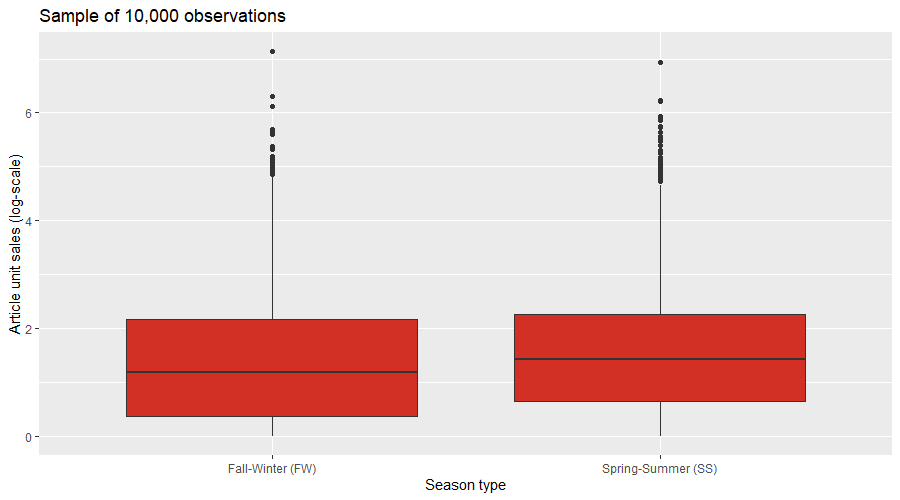 Sample of 10,000 observations
Article unit sales (log-scale)
6
4
2
0
Fall-Winter (FW)
Spring-Summer (SS)
Season type